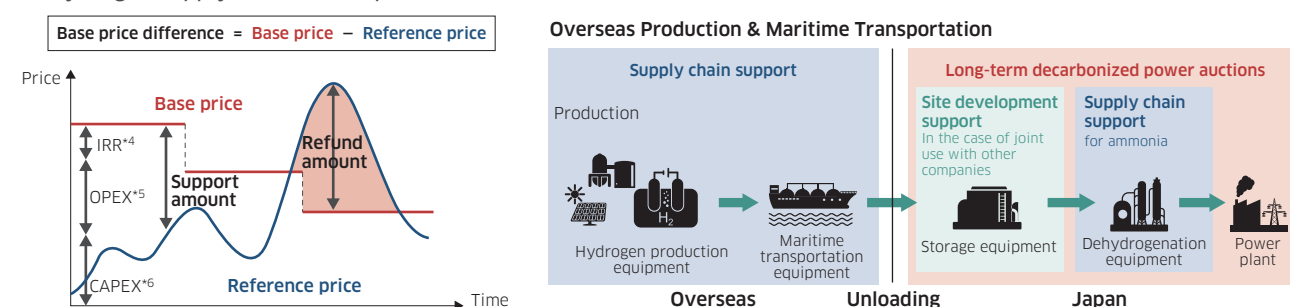 Base price difference = Base price – Reference price
Price
Base price
IRR*4
OPEX*5
CAPEX*6
Support
amount
Refund
amount
Reference price
Time
Overseas Production & Maritime Transportation
Supply chain support
Production
H2
Hydrogen production
equipment
Maritime
transportation
equipment
Long-term decarbonized power auctions
Site development
support
In the case of joint
use with other
companies
Storage equipment
Supply chain
support
for ammonia
Dehydrogenation
equipment
Power
plant
Overseas
Unloading
Japan